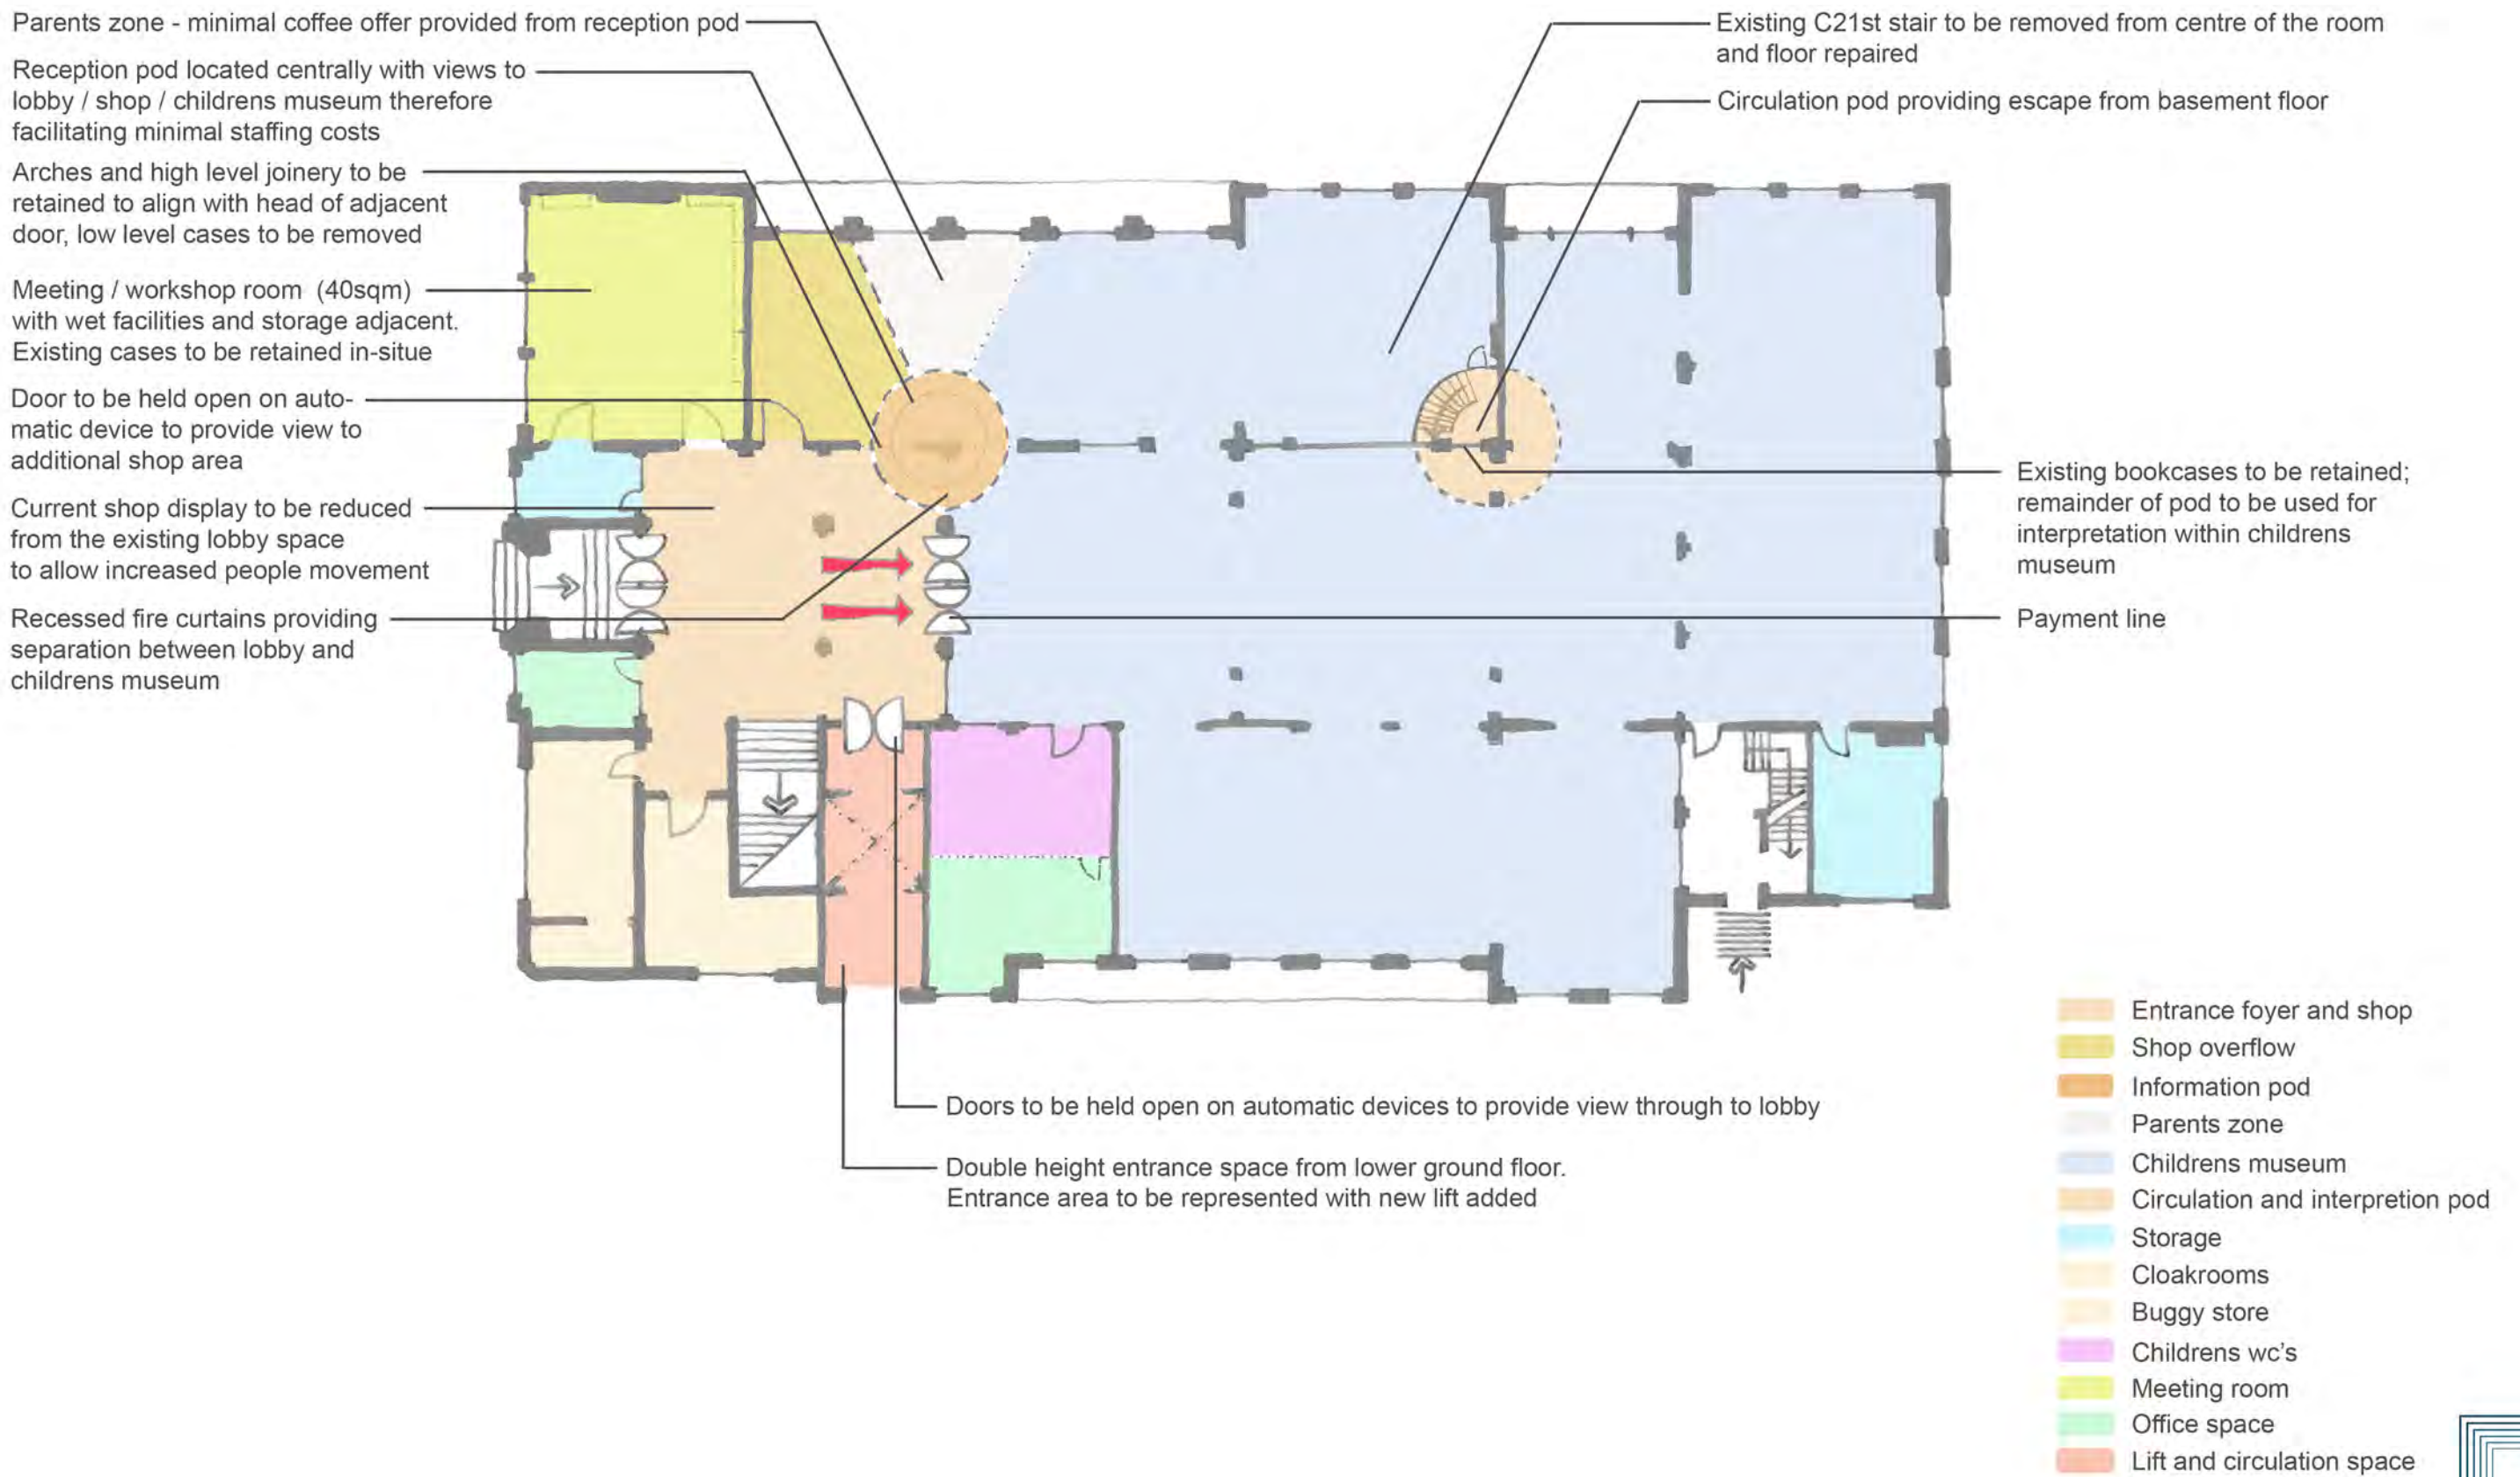 Parents zone - minimal coffee offer provided from reception pod
Reception pod located centrally with views to
lobby / shop / childrens museum therefore
facilitating minimal staffing costs
Arches and high level joinery to be
retained to align with head of adjacent
door, low level cases to be removed
Meeting / workshop room (40sqm)
with wet facilities and storage adjacent.
Existing cases to be retained in-situe
Door to be held open on auto-
matic device to provide view to
additional shop area
Current shop display to be reduced
from the existing lobby space
to allow increased people movement
Recessed fire curtains providing
separation between lobby and
childrens museum
Existing C21st stair to be removed from centre of the room
and floor repaired
Circulation pod providing escape from basement floor
Existing bookcases to be retained;
remainder of pod to be used for
interpretation within childrens
museum
Payment line
Doors to be held open on automatic devices to provide view through to lobby
Double height entrance space from lower ground floor.
Entrance area to be represented with new lift added
Entrance foyer and shop
Shop overflow
Information pod
Parents zone
Childrens museum
Circulation and interpretion pod
Storage
Cloakrooms
Buggy store
Childrens wc's
Meeting room
Office space
Lift and circulation space